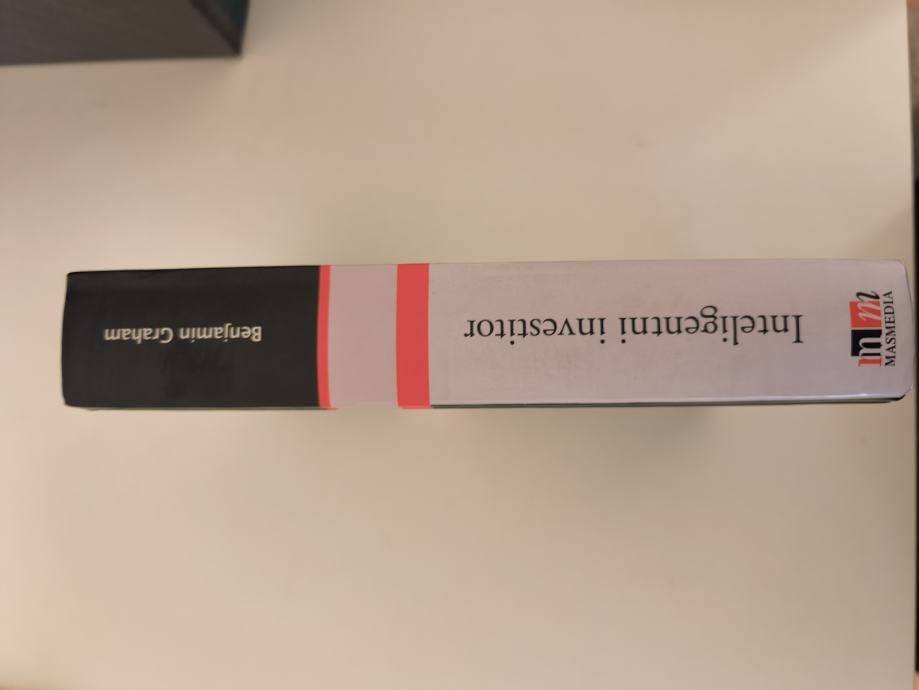 Inteligentni investitor
Benjamin Graham
mm
MASMEDIA